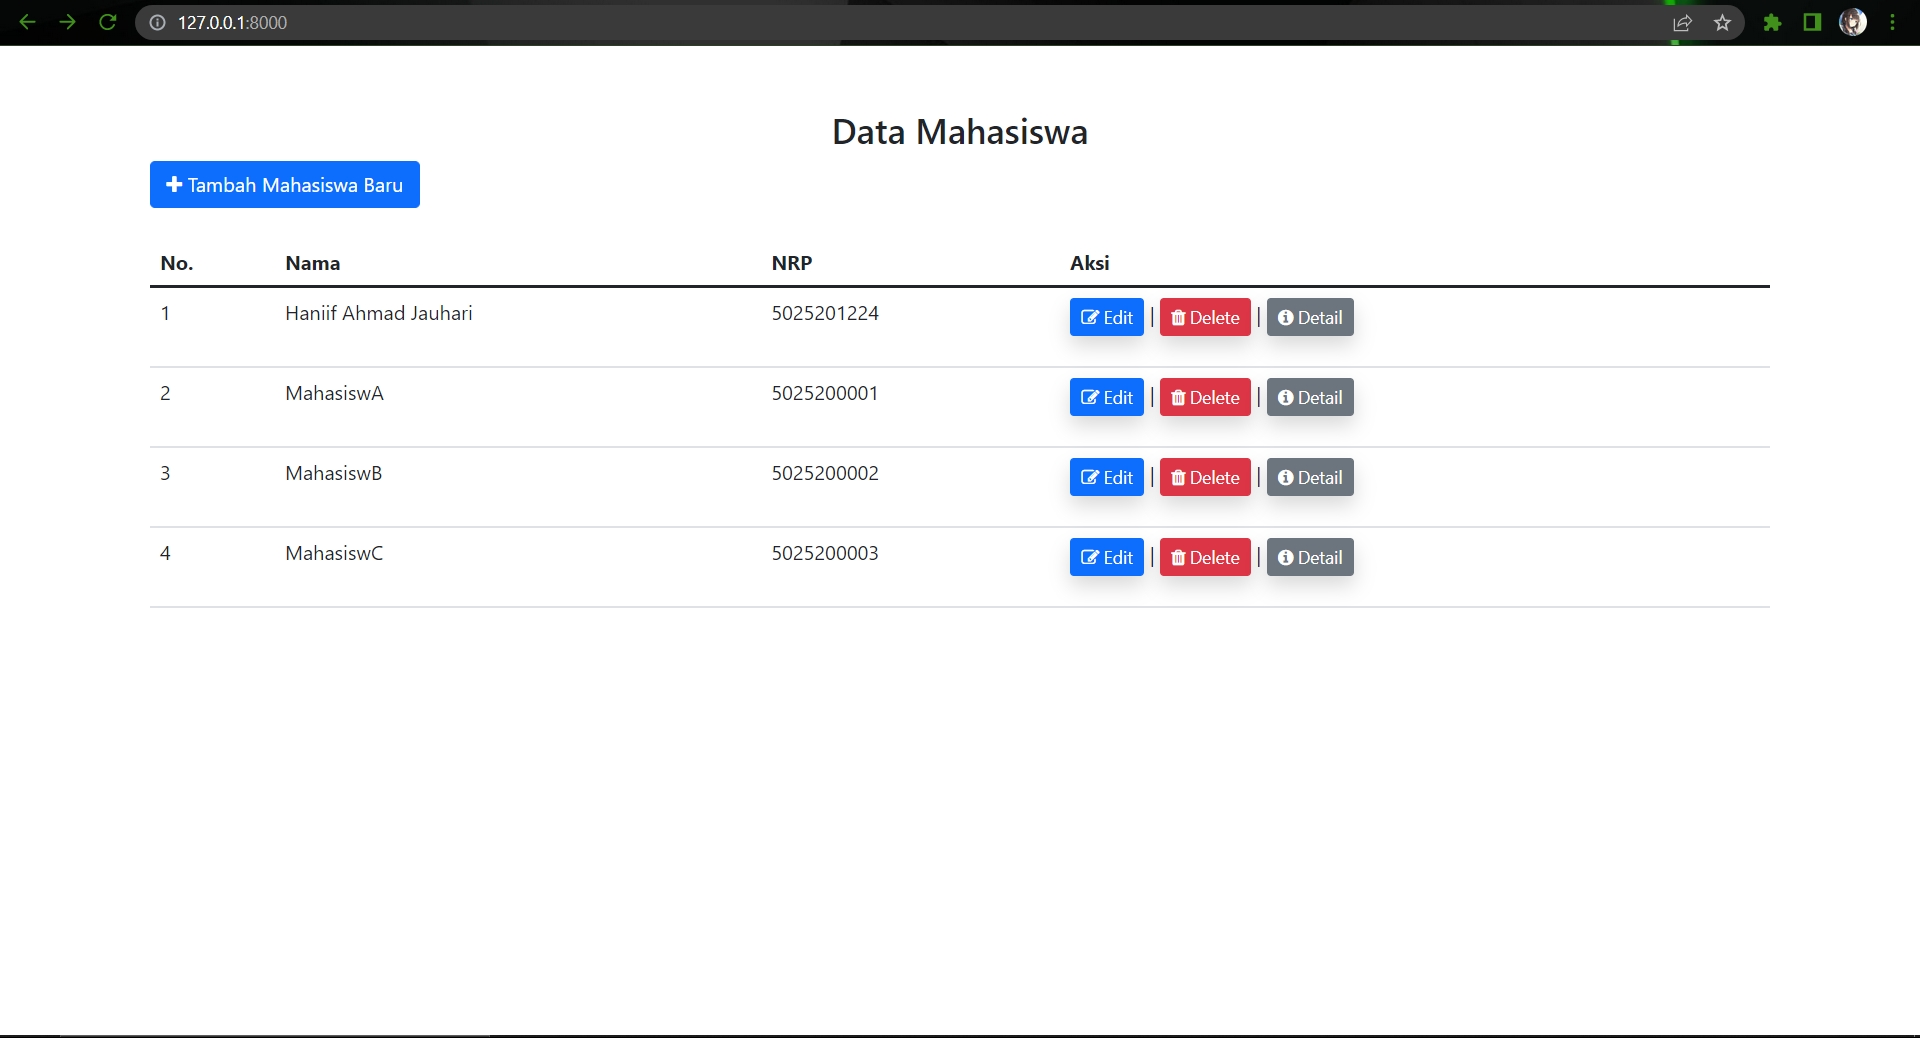 127.0.0.1:8000
Data Mahasiswa
Tambah Mahasiswa Baru
No. Nama NRP Aksi
1 Haniif Ahmad Jauhari 5025201224 Edit | Delete | Detail
2 MahasiswA 5025200001 Edit | Delete | Detail
3 MahasiswB 5025200002 Edit | Delete | Detail
4 MahasiswC 5025200003 Edit | Delete | Detail